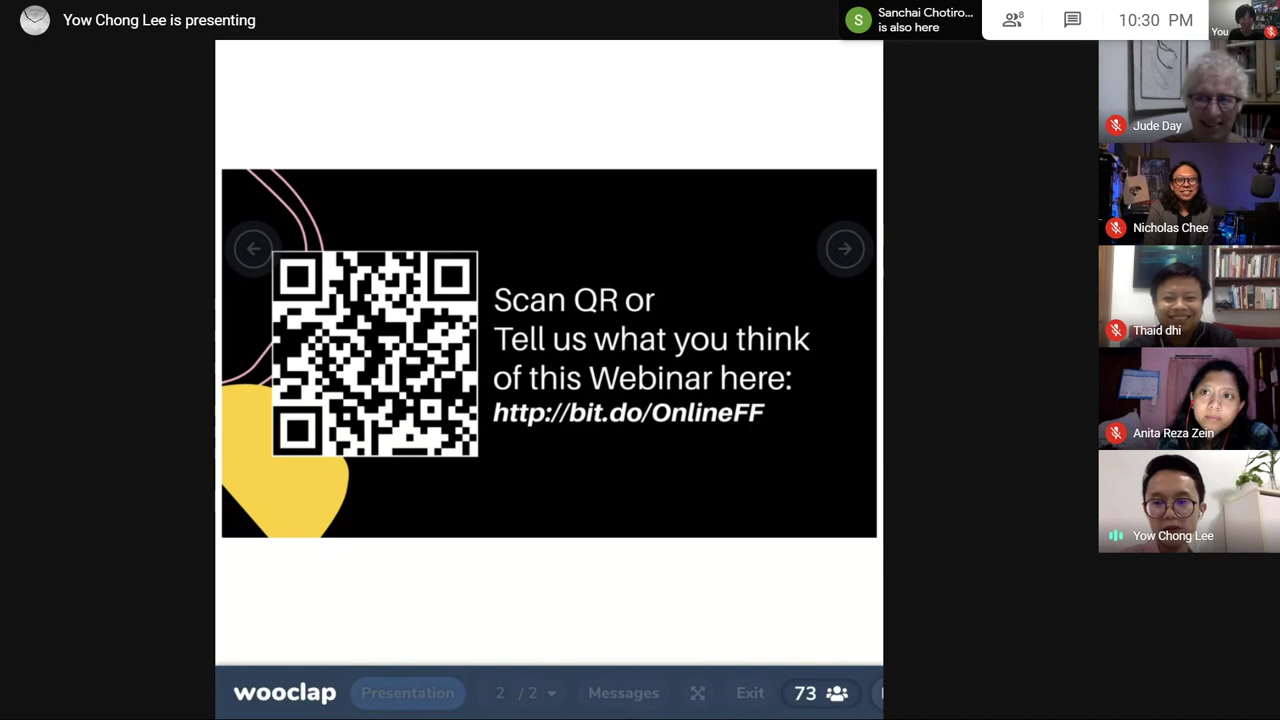 Yow Chong Lee is presenting
S
Sanchai Chotiro...
is also here
8
10:30 PM
You
Jude Day
Nicholas Chee
Thaid dhi
Anita Reza Zein
Yow Chong Lee
Scan QR or
Tell us what you think
of this Webinar here:
http://bit.do/OnlineFF
wooclap
Presentation
2 / 2
Messages
Exit
73